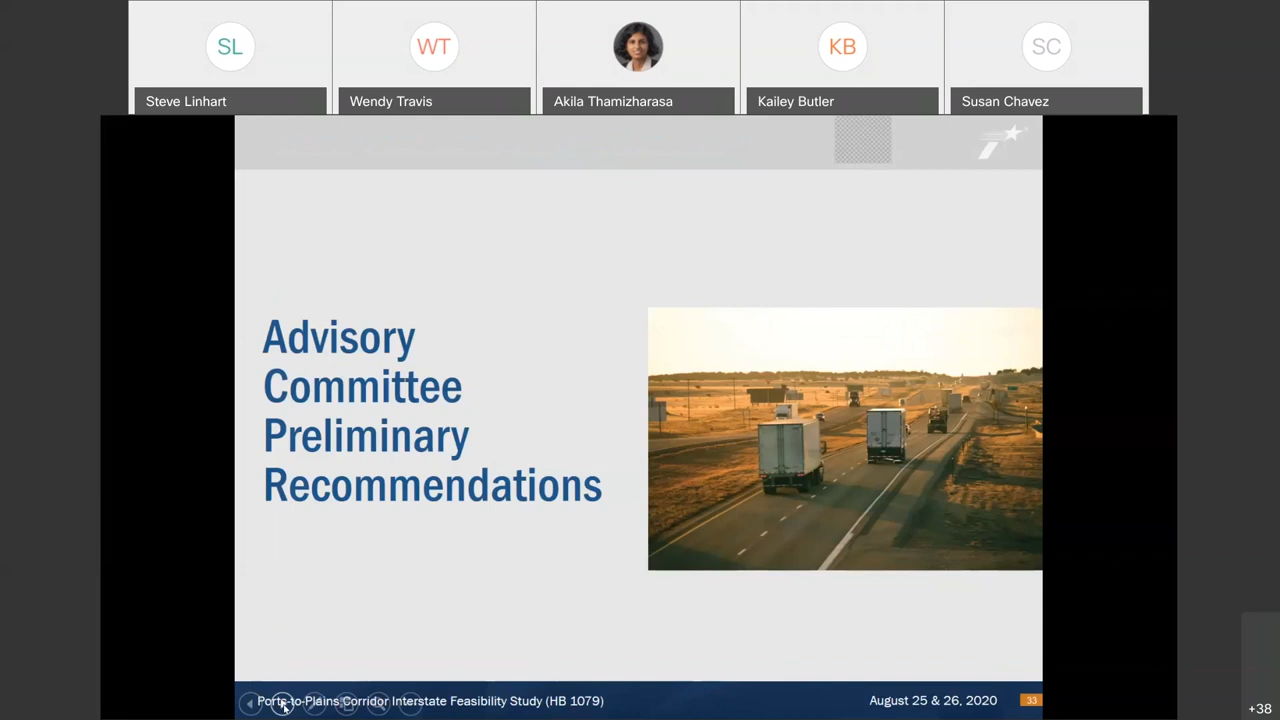 SL
WT
KB
SC
Steve Linhart
Wendy Travis
Akila Thamizharasa
Kailey Butler
Susan Chavez
Advisory
Committee
Preliminary
Recommendations
Ports-to-Plains Corridor Interstate Feasibility Study (HB 1079)
August 25 & 26, 2020
33
+38